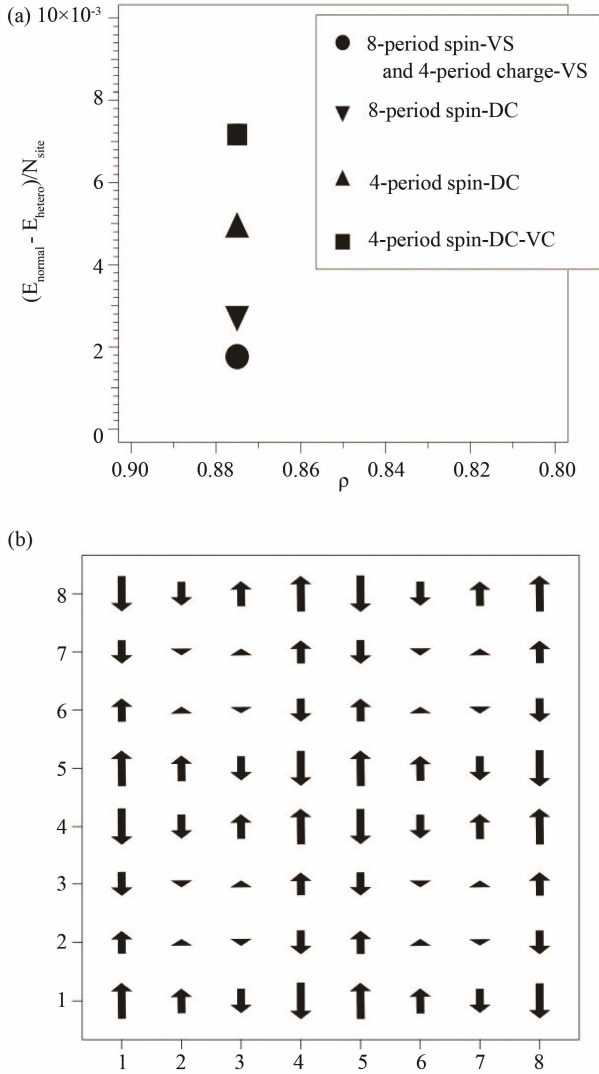 (a) 10×10⁻³
8
6
4
2
0
(E_normal - E_hetero)/N_site
8-period spin-VS
and 4-period charge-VS
8-period spin-DC
4-period spin-DC
4-period spin-DC-VC
0.90 0.88 0.86 0.84 0.82 0.80
ρ
(b)
8
7
6
5
4
3
2
1
1 2 3 4 5 6 7 8